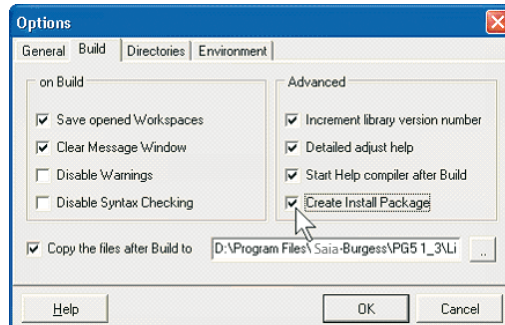 Options
General Build Directories Environment
on Build Advanced
Save opened Workspaces Increment library version number
Clear Message Window Detailed adjust help
Disable Warnings Start Help compiler after Build
Disable Syntax Checking Create Install Package
Copy the files after Build to D:\Program Files\ Saia-Burgess\PG5 1_3\Li ..
Help OK Cancel